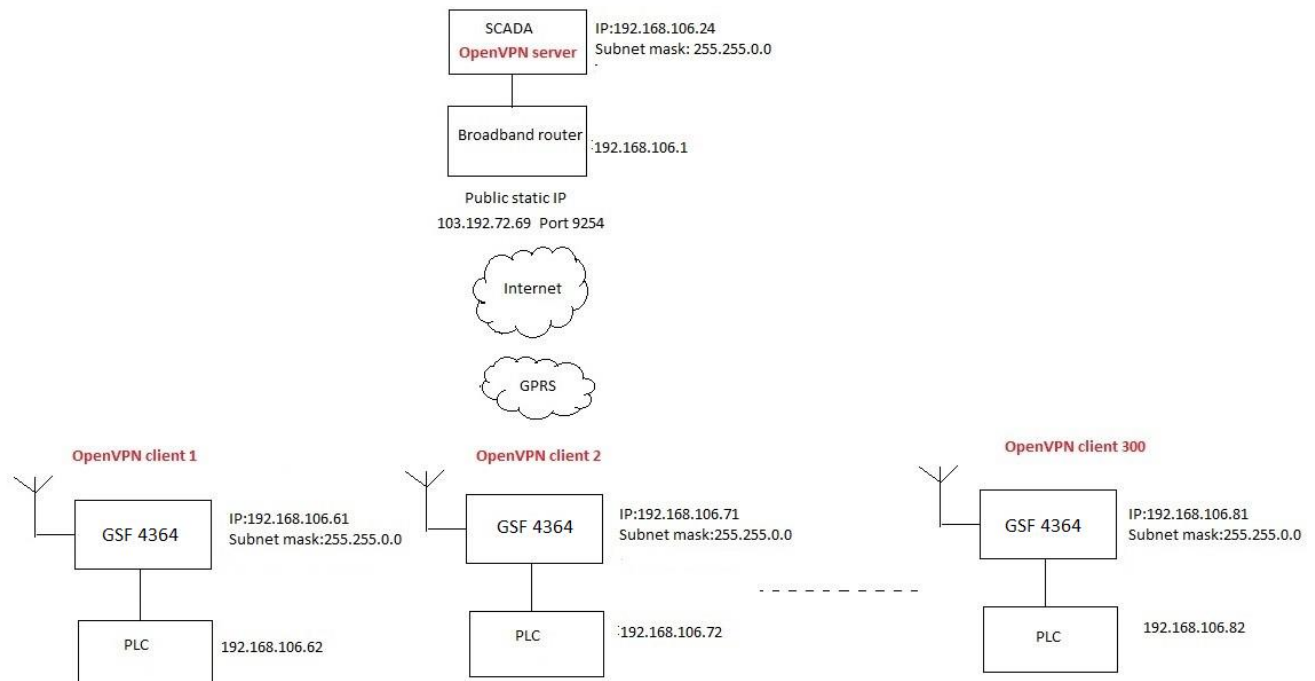 SCADA
OpenVPN server
IP:192.168.106.24
Subnet mask: 255.255.0.0
Broadband router
:192.168.106.1
Public static IP
103.192.72.69 Port 9254
Internet
GPRS
OpenVPN client 1
OpenVPN client 2
OpenVPN client 300
GSF 4364
IP:192.168.106.61
Subnet mask:255.255.0.0
GSF 4364
IP:192.168.106.71
Subnet mask:255.255.0.0
GSF 4364
IP:192.168.106.81
Subnet mask:255.255.0.0
PLC
192.168.106.62
PLC
:192.168.106.72
PLC
192.168.106.82